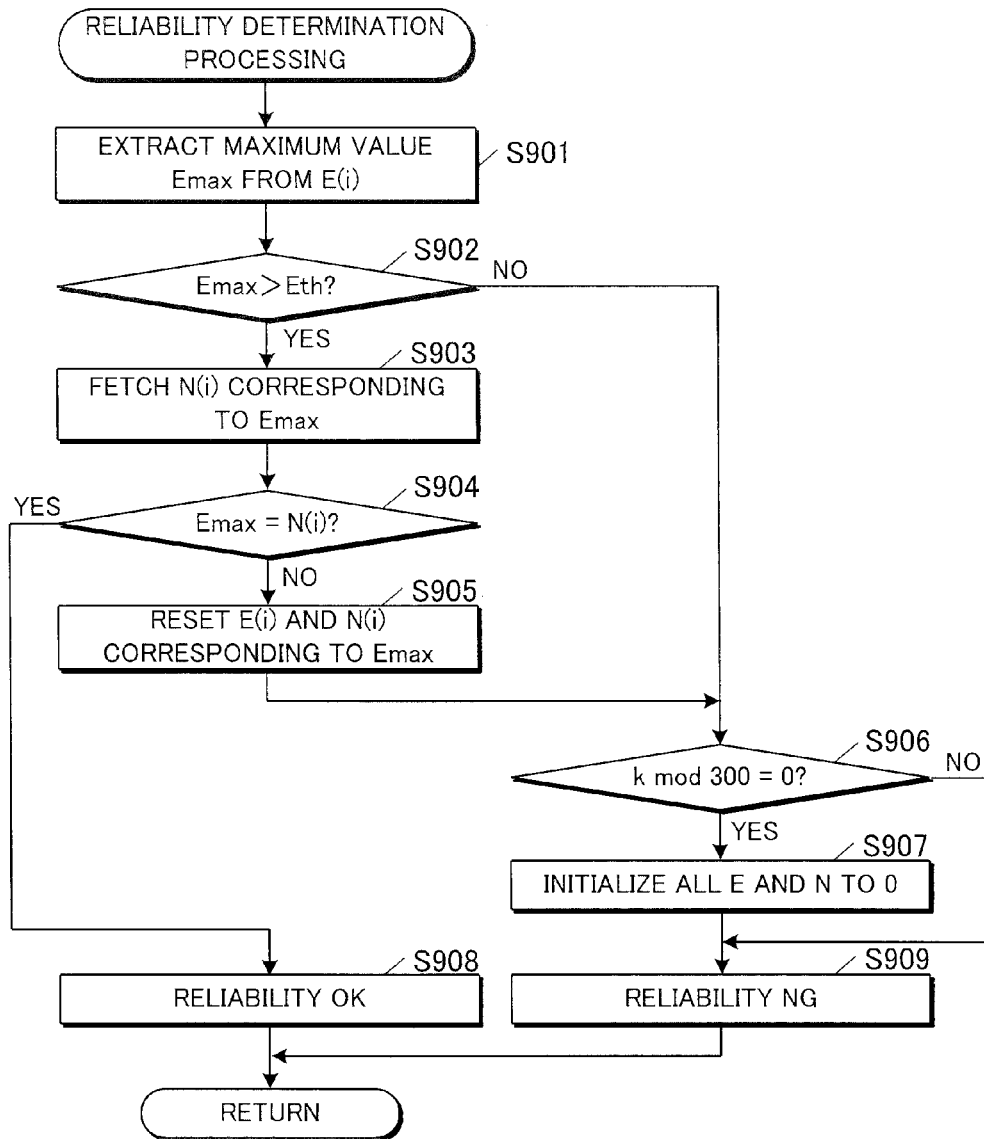 RELIABILITY DETERMINATION
PROCESSING
EXTRACT MAXIMUM VALUE
Emax FROM E(i)
S901
S902
Emax＞Eth?
NO
YES
S903
FETCH N(i) CORRESPONDING
TO Emax
S904
YES
Emax = N(i)?
NO
S905
RESET E(i) AND N(i)
CORRESPONDING TO Emax
S906
k mod 300 = 0?
NO
YES
S907
INITIALIZE ALL E AND N TO 0
S908
RELIABILITY OK
S909
RELIABILITY NG
RETURN